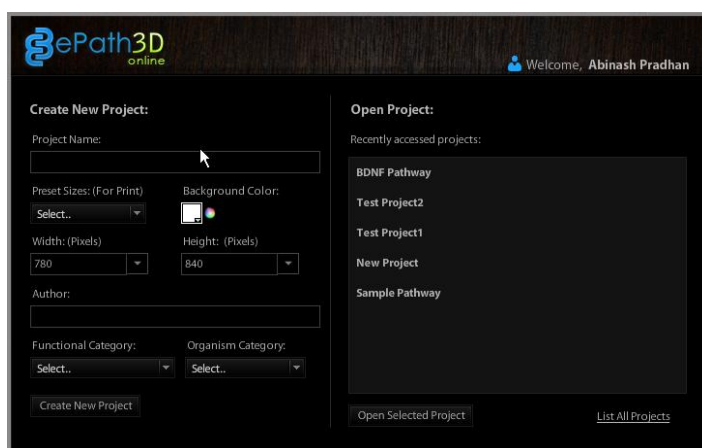 ePath3D
online
Welcome, Abinash Pradhan
Create New Project:
Project Name:
Preset Sizes: (For Print)
Background Color:
Select..
Width: (Pixels)
Height: (Pixels)
780
840
Author:
Functional Category:
Organism Category:
Select..
Select..
Create New Project
Open Project:
Recently accessed projects:
BDNF Pathway
Test Project2
Test Project1
New Project
Sample Pathway
Open Selected Project
List All Projects